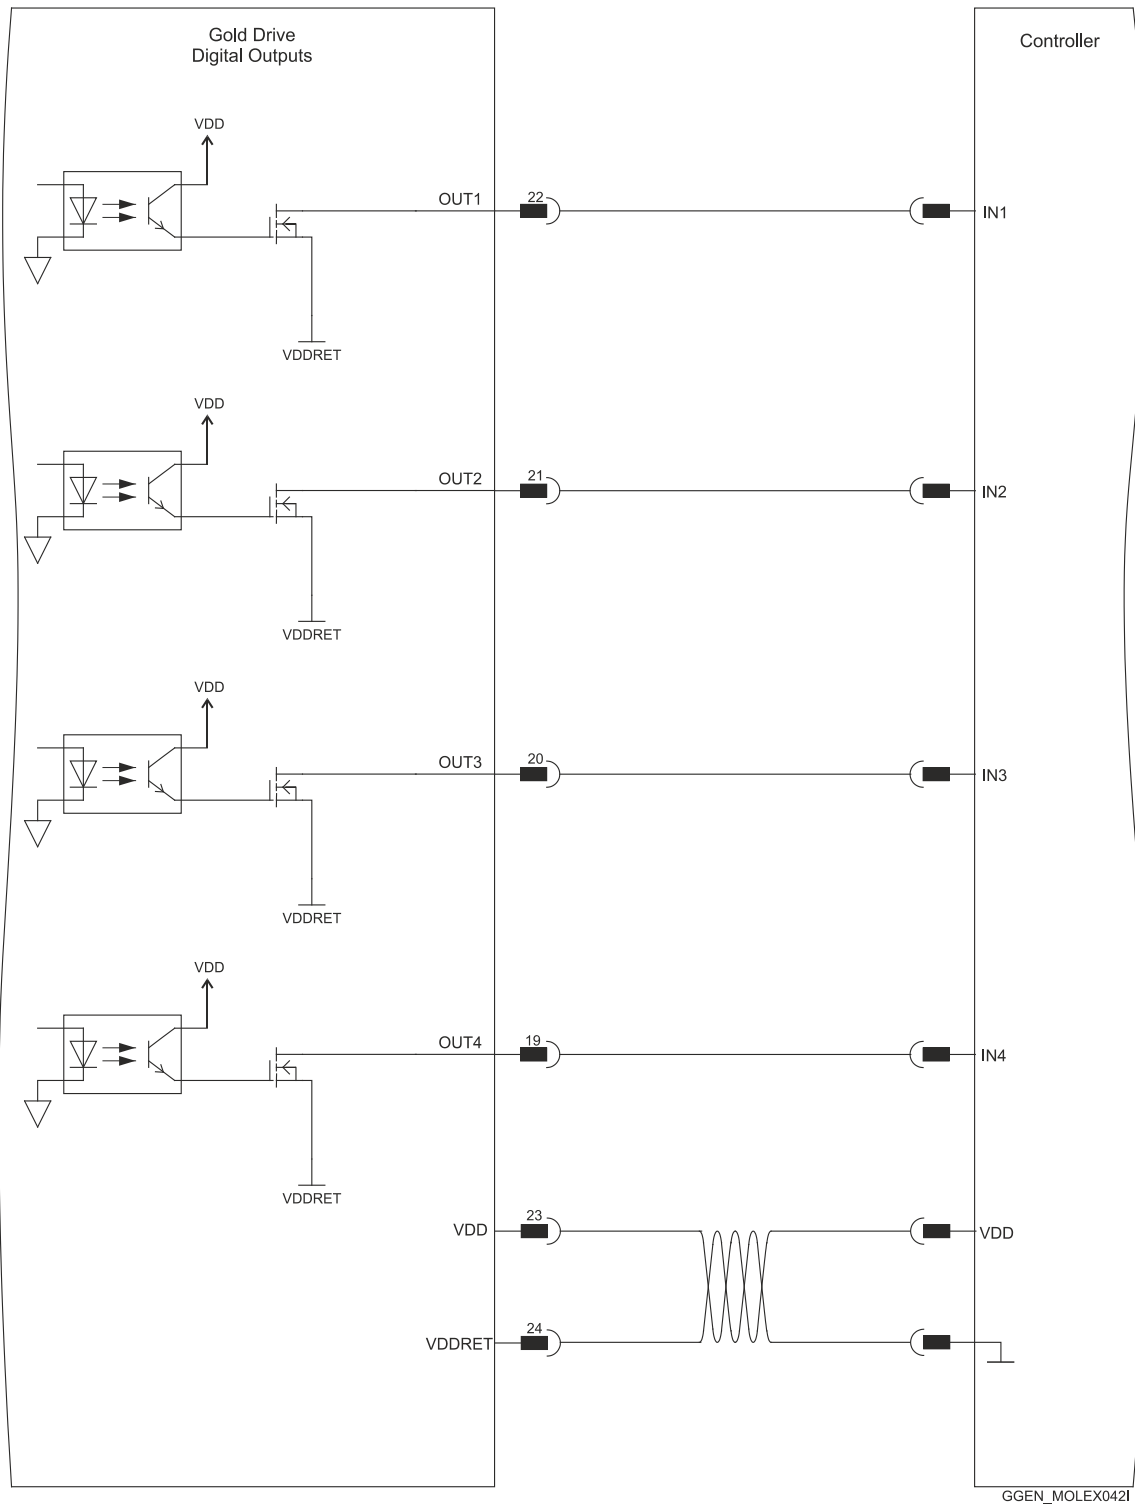 Gold Drive
Digital Outputs
Controller
VDD
OUT1
22
IN1
VDDRET
VDD
OUT2
21
IN2
VDDRET
VDD
OUT3
20
IN3
VDDRET
VDD
OUT4
19
IN4
VDDRET
VDD
23
VDD
VDDRET
24
GGEN_MOLEX042I